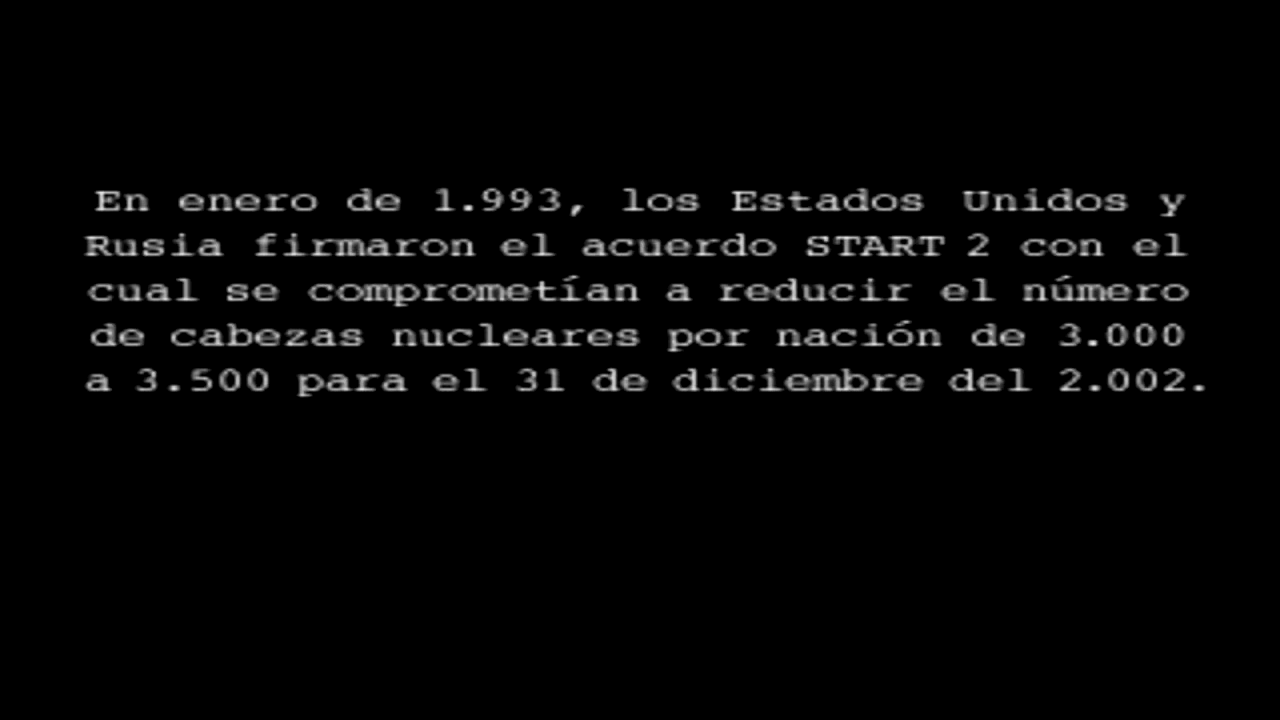 En enero de 1.993, los Estados Unidos y
Rusia firmaron el acuerdo START 2 con el
cual se comprometían a reducir el número
de cabezas nucleares por nación de 3.000
a 3.500 para el 31 de diciembre del 2.002.